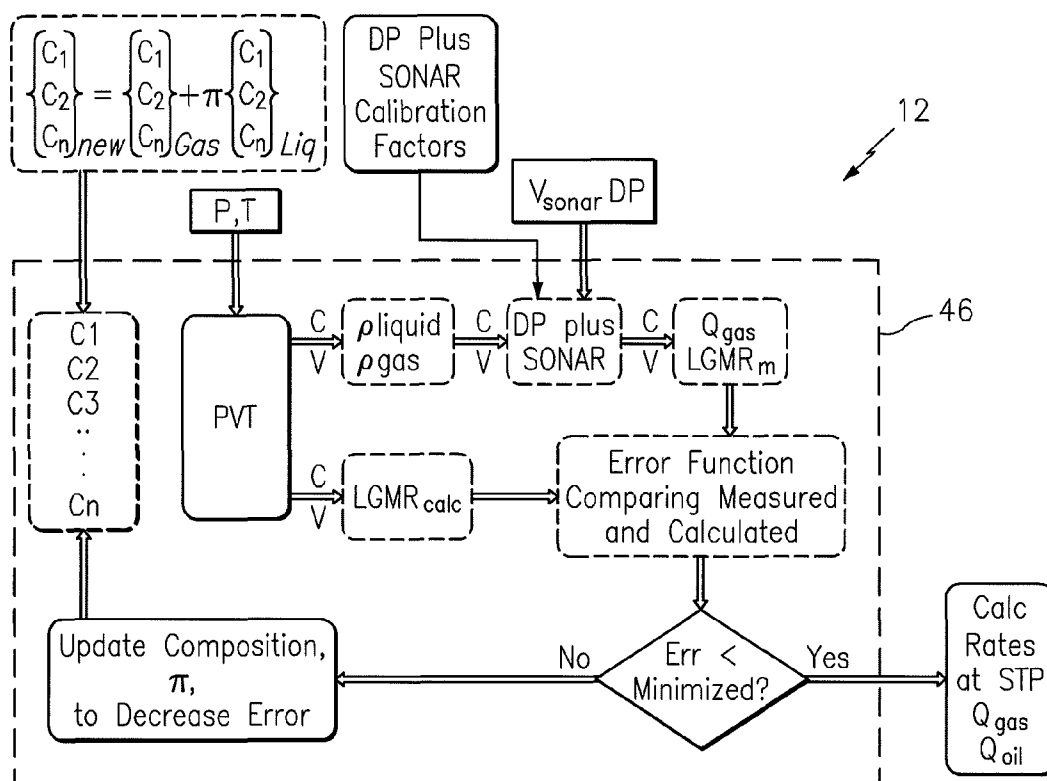 C1 C1 C1
C2 = C2 + π C2
Cn new Cn Gas Cn Liq
DP Plus
SONAR
Calibration
Factors
12
P,T
Vsonar DP
46
C1
C2
C3
..
.
.
Cn
PVT
C
V
ρliquid
ρgas
C
V
DP plus
SONAR
C
V
Qgas
LGMRm
C
V
LGMRcalc
Error Function
Comparing Measured
and Calculated
Update Composition,
π,
to Decrease Error
No
Err <
Minimized?
Yes
Calc
Rates
at STP
Qgas
Qoil